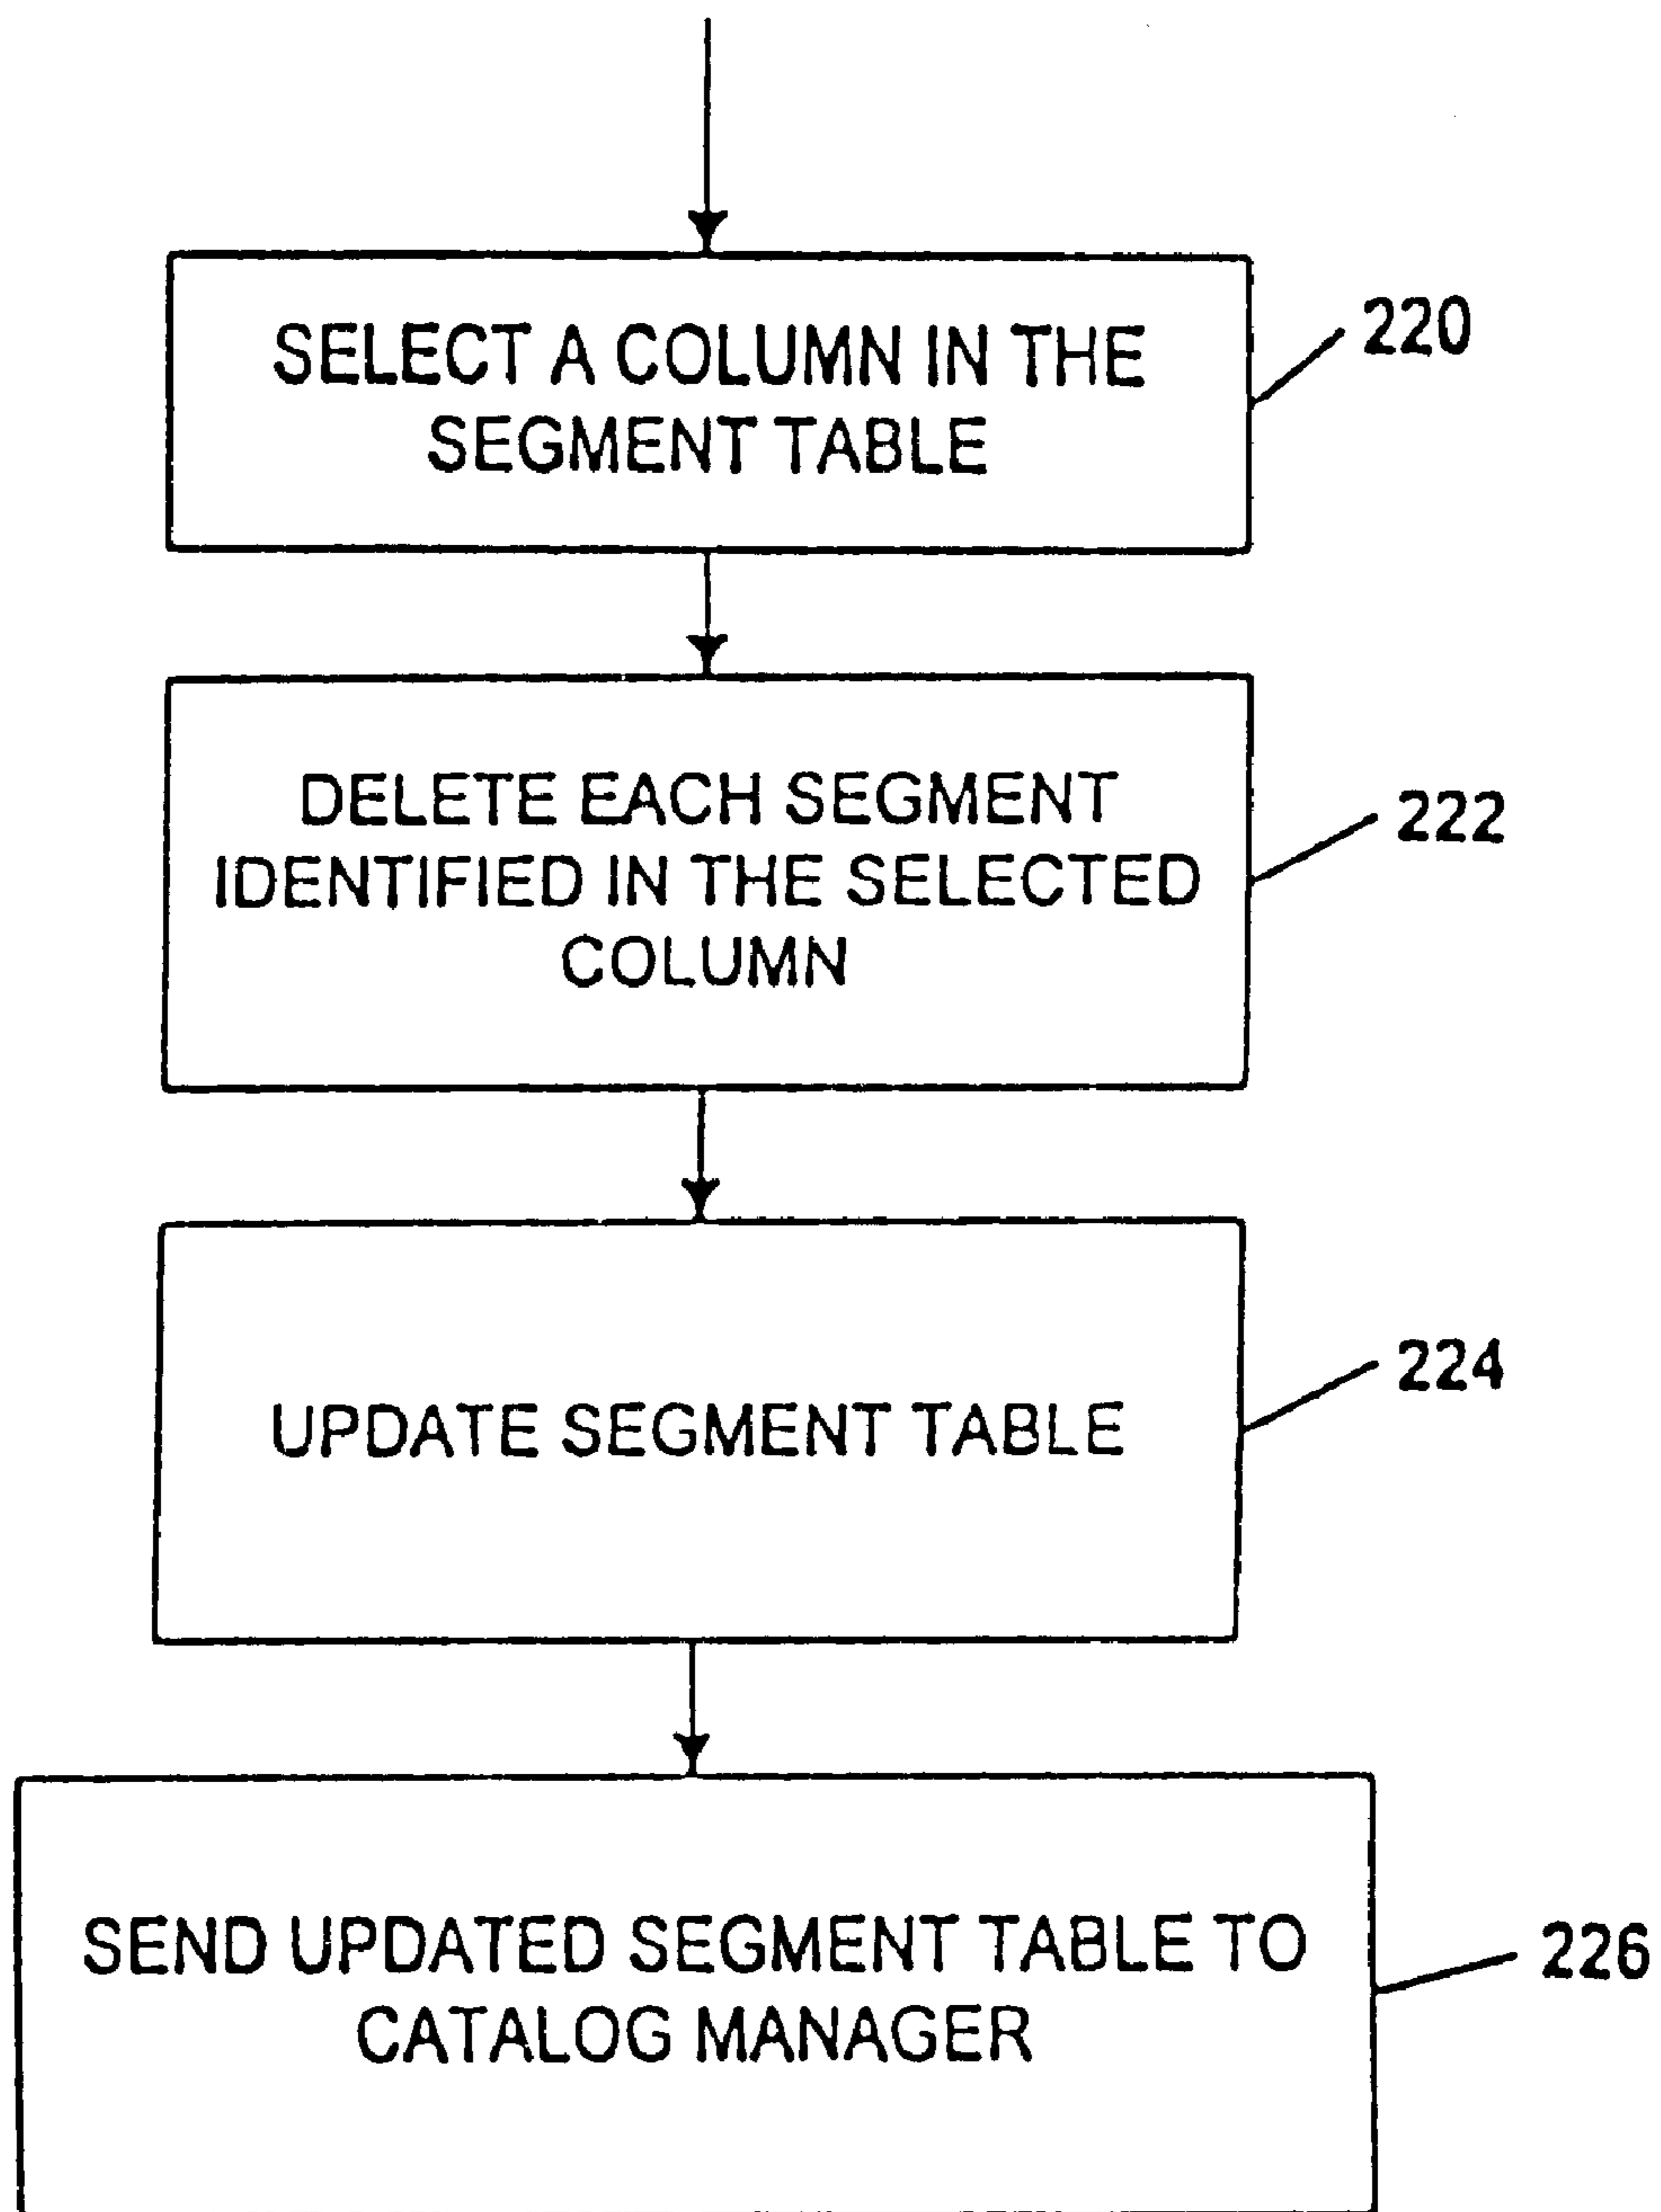 SELECT A COLUMN IN THE
SEGMENT TABLE
220
DELETE EACH SEGMENT
IDENTIFIED IN THE SELECTED
COLUMN
222
UPDATE SEGMENT TABLE
224
SEND UPDATED SEGMENT TABLE TO
CATALOG MANAGER
226